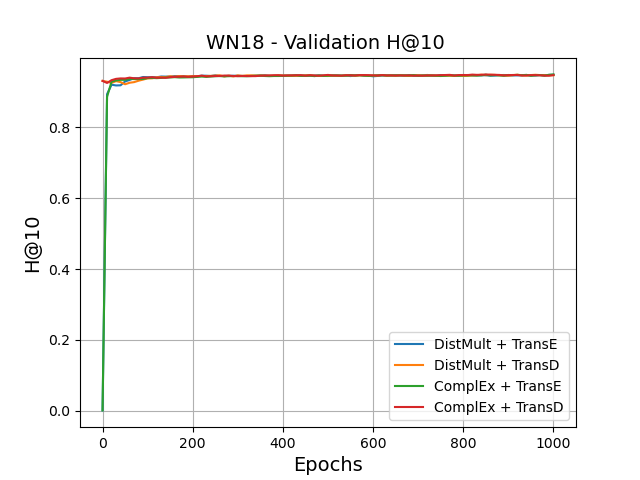 WN18 - Validation H@10
H@10
0.8
0.6
0.4
0.2
0.0
0 200 400 600 800 1000
Epochs
DistMult + TransE
DistMult + TransD
ComplEx + TransE
ComplEx + TransD